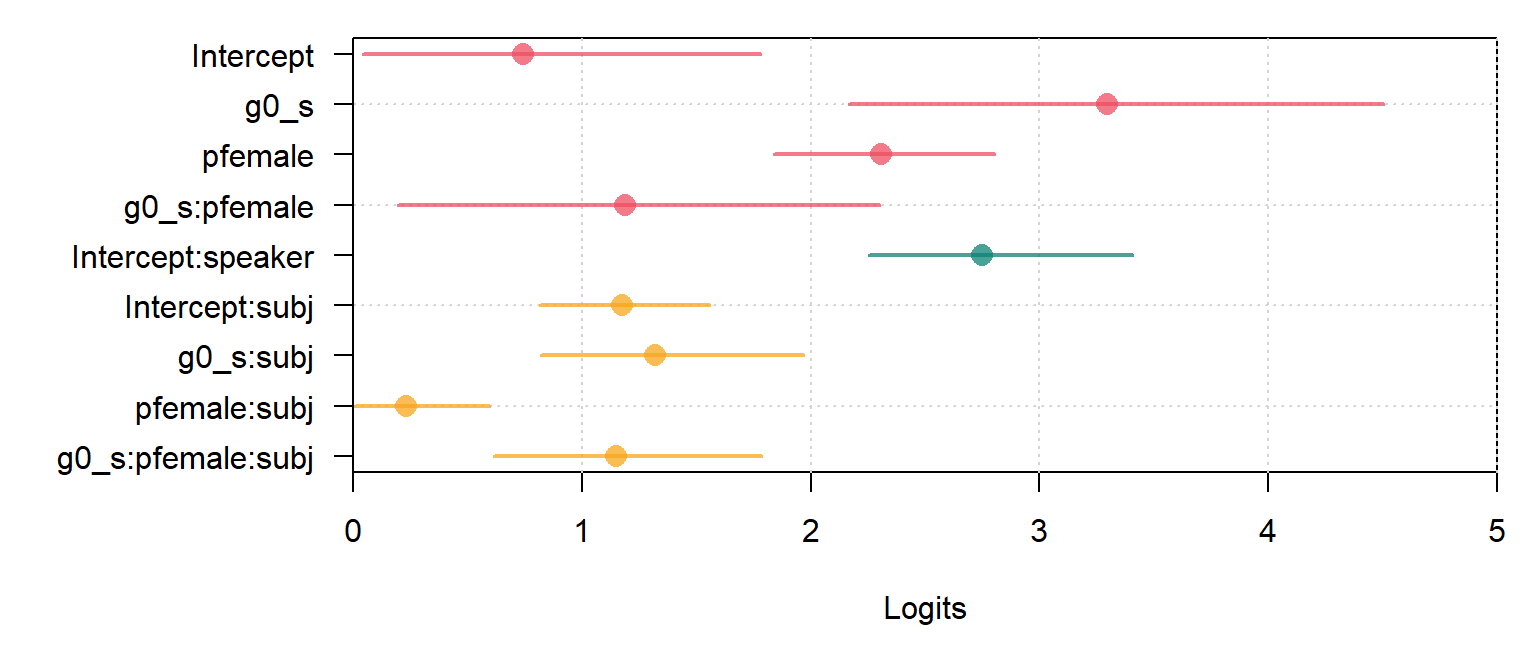 Intercept
g0_s
pfemale
g0_s:pfemale
Intercept:speaker
Intercept:subj
g0_s:subj
pfemale:subj
g0_s:pfemale:subj
0 1 2 3 4 5
Logits